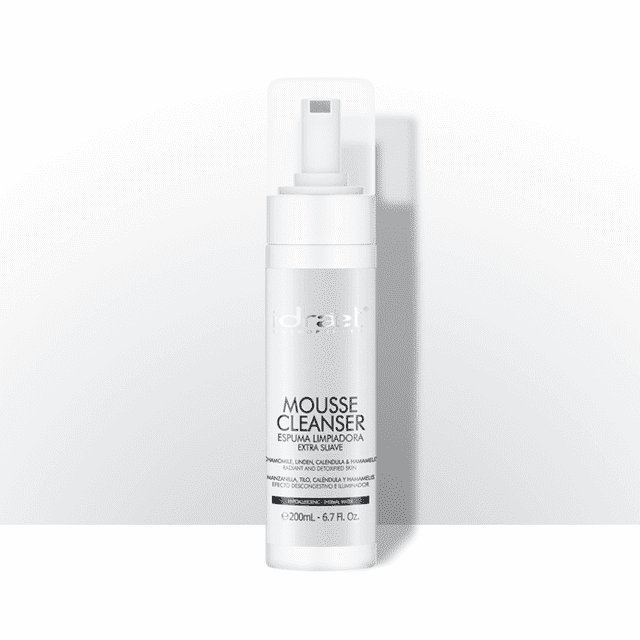 idraet®
MOUSSE
CLEANSER
ESPUMA LIMPIADORA
EXTRA SUAVE
CHAMOMILE, LINDEN, CALENDULA & HAMAMELIS
RADIANT AND DETOXIFIED SKIN
MANZANILLA, TILO, CALÉNDULA Y HAMAMELIS
EFECTO DESCONGESTIVO E ILUMINADOR
HYPOALLERGENIC - THERMAL WATER
℮200mL - 6.7 Fl. Oz.